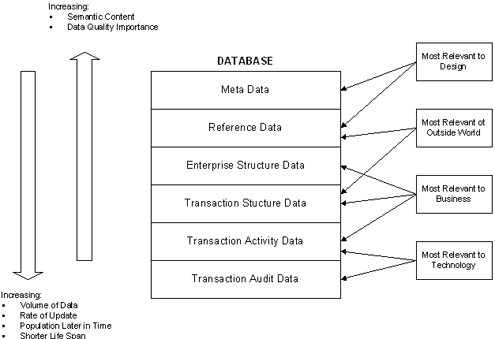 Increasing:
• Semantic Content
• Data Quality Importance
DATABASE
Meta Data
Reference Data
Enterprise Structure Data
Transaction Stucture Data
Transaction Activity Data
Transaction Audit Data
Most Relevant to
Design
Most Relevant ot
Outside World
Most Relevant to
Business
Most Relevant to
Technology
Increasing:
• Volume of Data
• Rate of Update
• Population Later in Time
• Shorter Life Span